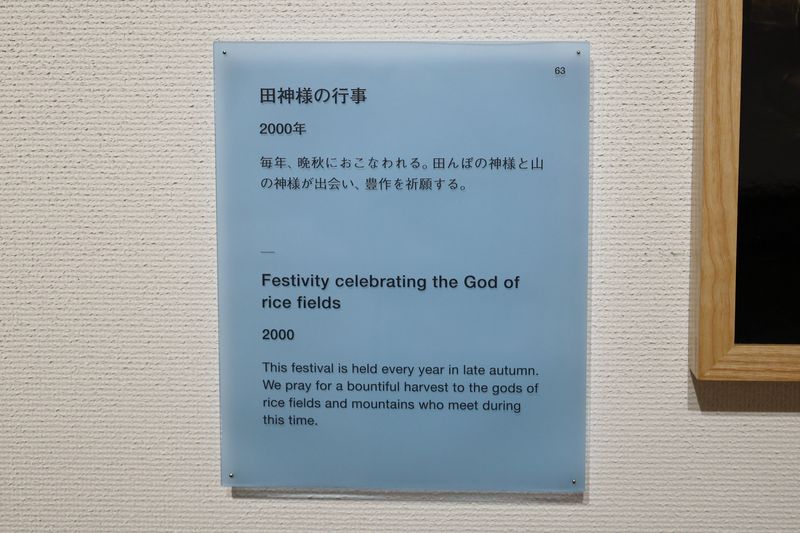 63
田神様の行事
2000年
毎年、晩秋におこなわれる。田んぼの神様と山
の神様が出会い、豊作を祈願する。
Festivity celebrating the God of
rice fields
2000
This festival is held every year in late autumn.
We pray for a bountiful harvest to the gods of
rice fields and mountains who meet during
this time.